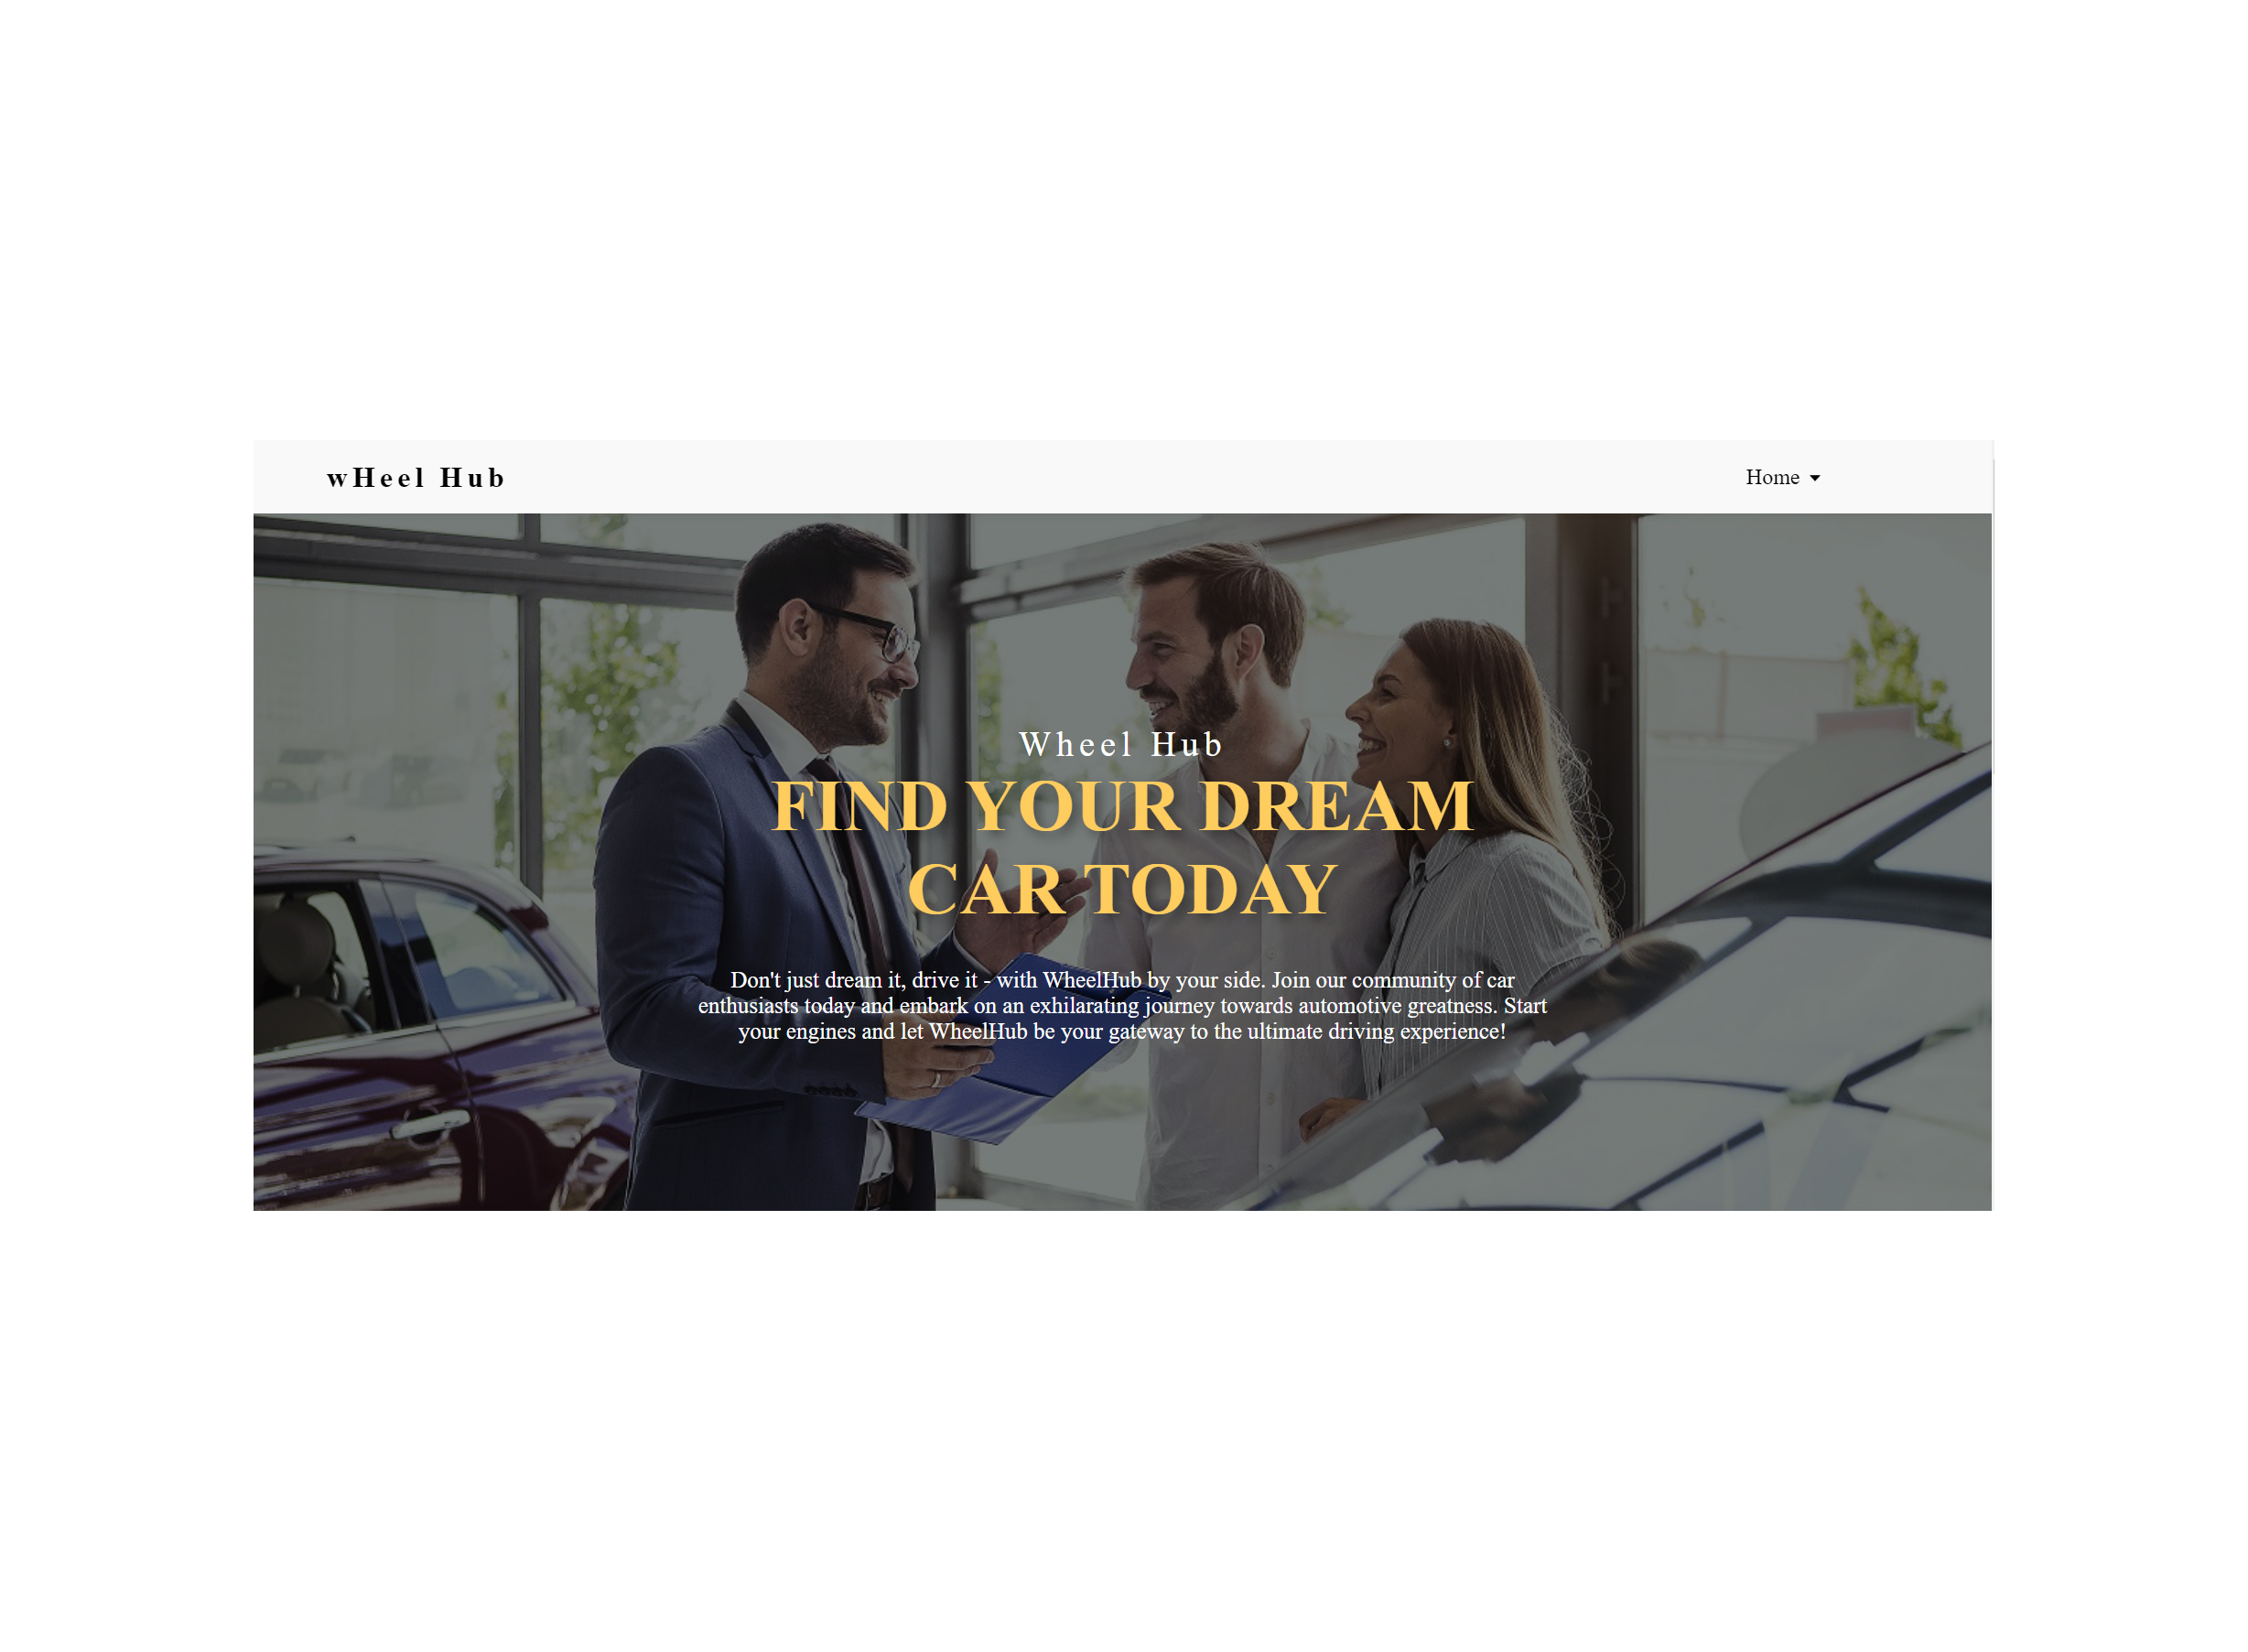 wHeel Hub
Home
Wheel Hub
FIND YOUR DREAM
CAR TODAY
Don't just dream it, drive it - with WheelHub by your side. Join our community of car
enthusiasts today and embark on an exhilarating journey towards automotive greatness. Start
your engines and let WheelHub be your gateway to the ultimate driving experience!